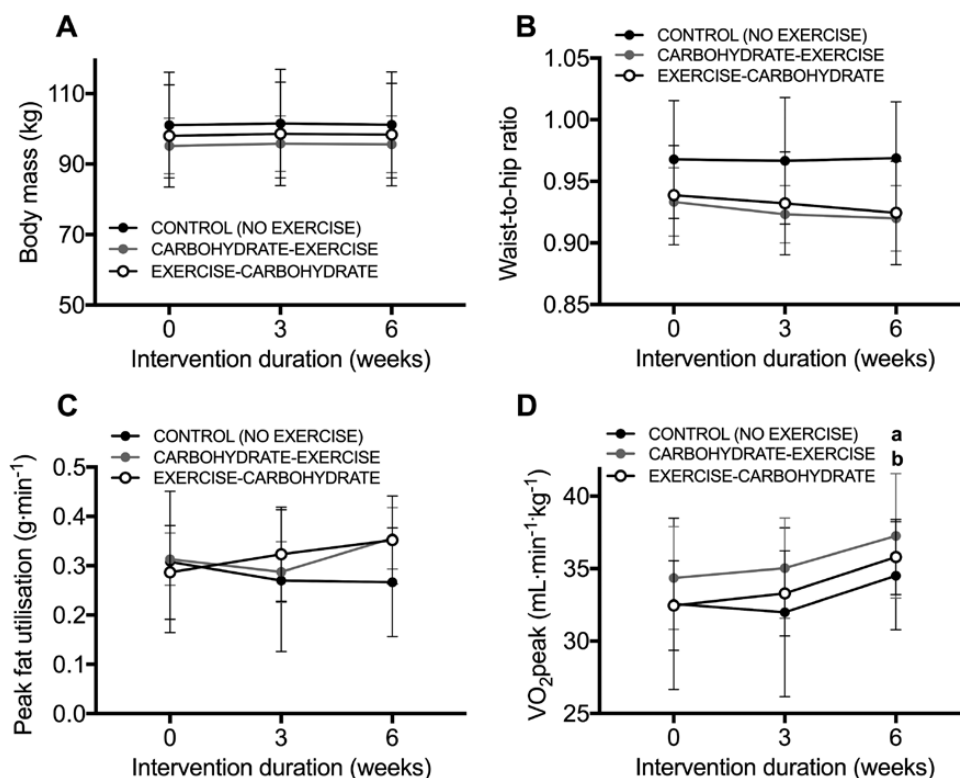 A
Body mass (kg)
110
90
70
50
CONTROL (NO EXERCISE)
CARBOHYDRATE-EXERCISE
EXERCISE-CARBOHYDRATE
0 3 6
Intervention duration (weeks)
B
CONTROL (NO EXERCISE)
CARBOHYDRATE-EXERCISE
EXERCISE-CARBOHYDRATE
Waist-to-hip ratio
1.05
1.00
0.95
0.90
0.85
0 3 6
Intervention duration (weeks)
C
CONTROL (NO EXERCISE)
CARBOHYDRATE-EXERCISE
EXERCISE-CARBOHYDRATE
Peak fat utilisation (g·min⁻¹)
0.5
0.4
0.3
0.2
0.1
0.0
0 3 6
Intervention duration (weeks)
D
CONTROL (NO EXERCISE) a
CARBOHYDRATE-EXERCISE b
EXERCISE-CARBOHYDRATE
VO₂peak (mL·min⁻¹·kg⁻¹)
40
35
30
25
0 3 6
Intervention duration (weeks)